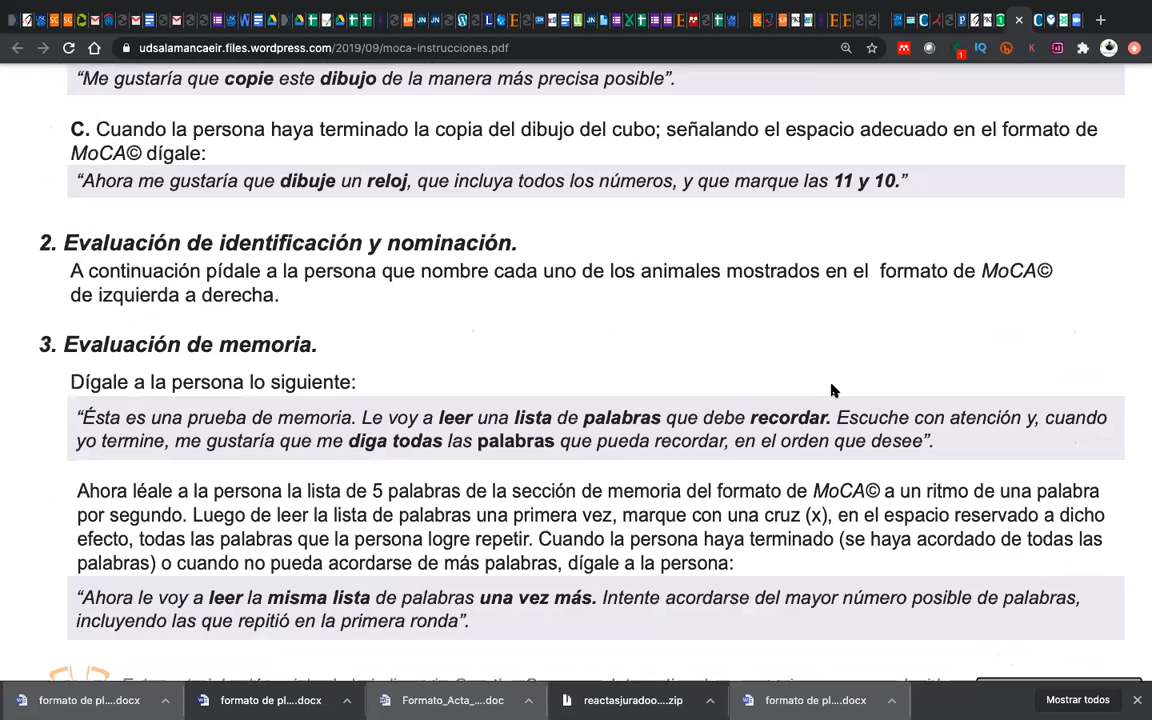 udsalamancaeir.files.wordpress.com/2019/09/moca-instrucciones.pdf
“Me gustaría que copie este dibujo de la manera más precisa posible”.
C. Cuando la persona haya terminado la copia del dibujo del cubo; señalando el espacio adecuado en el formato de
MoCA© dígale:
“Ahora me gustaría que dibuje un reloj, que incluya todos los números, y que marque las 11 y 10.”
2. Evaluación de identificación y nominación.
A continuación pídale a la persona que nombre cada uno de los animales mostrados en el formato de MoCA©
de izquierda a derecha.
3. Evaluación de memoria.
Dígale a la persona lo siguiente:
“Ésta es una prueba de memoria. Le voy a leer una lista de palabras que debe recordar. Escuche con atención y, cuando
yo termine, me gustaría que me diga todas las palabras que pueda recordar, en el orden que desee”.
Ahora léale a la persona la lista de 5 palabras de la sección de memoria del formato de MoCA© a un ritmo de una palabra
por segundo. Luego de leer la lista de palabras una primera vez, marque con una cruz (x), en el espacio reservado a dicho
efecto, todas las palabras que la persona logre repetir. Cuando la persona haya terminado (se haya acordado de todas las
palabras) o cuando no pueda acordarse de más palabras, dígale a la persona:
“Ahora le voy a leer la misma lista de palabras una vez más. Intente acordarse del mayor número posible de palabras,
incluyendo las que repitió en la primera ronda”.
formato de pl....docx formato de pl....docx Formato_Acta_....doc reactasjuradoo....zip formato de pl....docx Mostrar todos